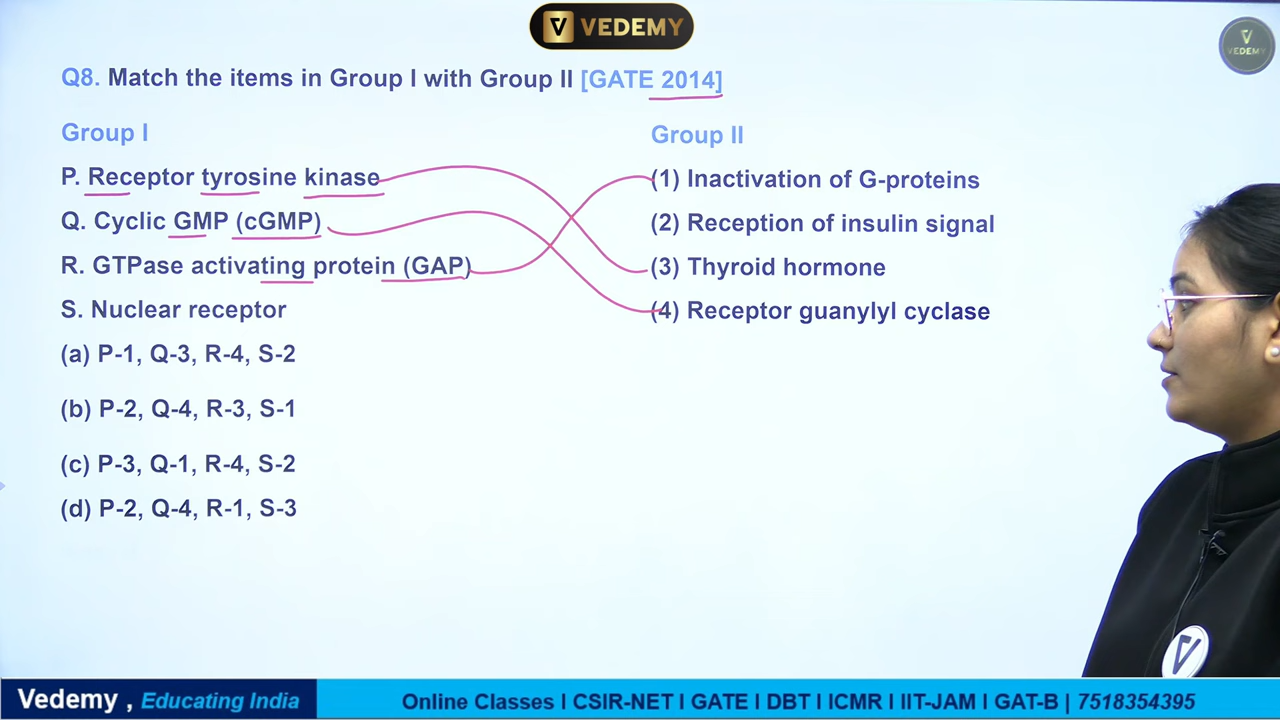 VEDEMY
VEDEMY
Q8. Match the items in Group I with Group II [GATE 2014]
Group I
Group II
P. Receptor tyrosine kinase
(1) Inactivation of G-proteins
Q. Cyclic GMP (cGMP)
(2) Reception of insulin signal
R. GTPase activating protein (GAP)
(3) Thyroid hormone
S. Nuclear receptor
(4) Receptor guanylyl cyclase
(a) P-1, Q-3, R-4, S-2
(b) P-2, Q-4, R-3, S-1
(c) P-3, Q-1, R-4, S-2
(d) P-2, Q-4, R-1, S-3
Vedemy , Educating India
Online Classes I CSIR-NET I GATE I DBT I ICMR I IIT-JAM I GAT-B | 7518354395